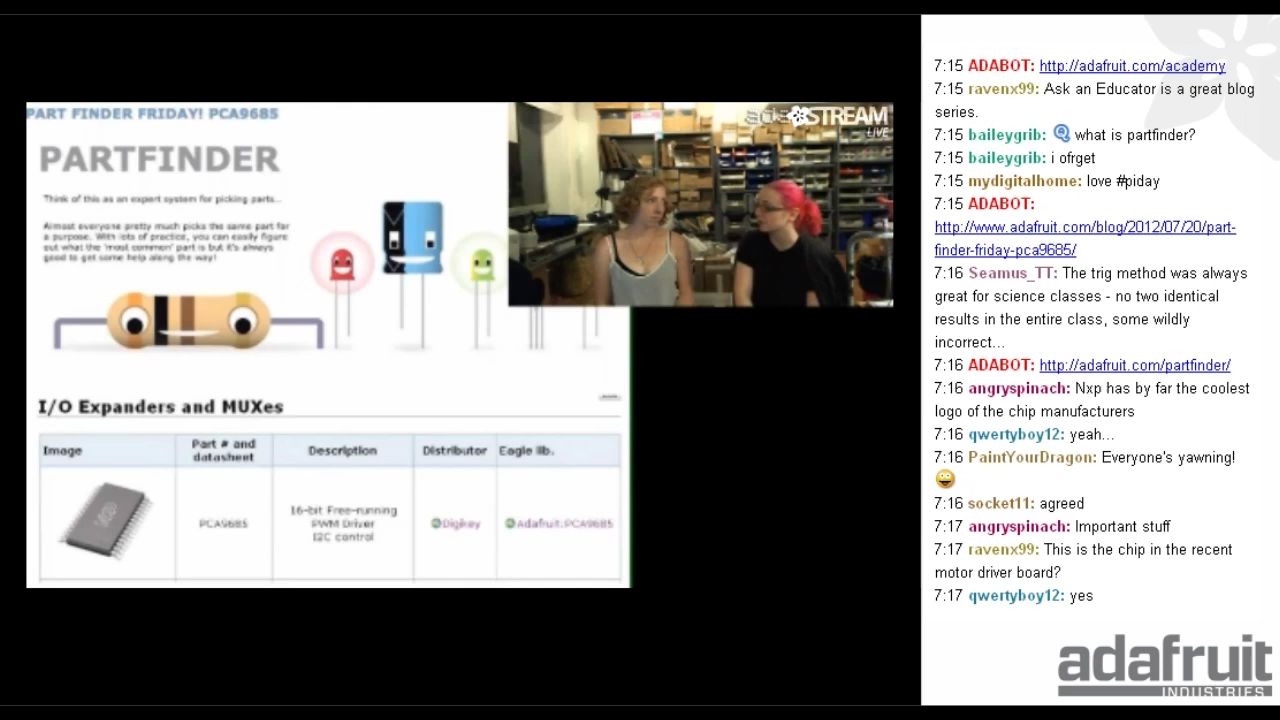 PART FINDER FRIDAY! PCA9685
PARTFINDER
Think of this as an expert system for picking parts...
Almost everyone pretty much picks the same part for
a purpose. With lots of practice, you can easily figure
out what the 'most common' part is but it's always
good to get some help along the way!
STREAM
LIVE
I/O Expanders and MUXes
Image
Part # and
datasheet
Description
Distributor
Eagle lib.
PCA9685
16-bit Free-running
PWM Driver
I2C control
Digikey
Adafruit:PCA9685
7:15 ADABOT: http://adafruit.com/academy
7:15 ravenx99: Ask an Educator is a great blog
series.
7:15 baileygrib: Q what is partfinder?
7:15 baileygrib: i ofrget
7:15 mydigitalhome: love #piday
7:15 ADABOT:
http://www.adafruit.com/blog/2012/07/20/part-
finder-friday-pca9685/
7:16 Seamus_TT: The trig method was always
great for science classes - no two identical
results in the entire class, some wildly
incorrect...
7:16 ADABOT: http://adafruit.com/partfinder/
7:16 angryspinach: Nxp has by far the coolest
logo of the chip manufacturers
7:16 qwertyboy12: yeah...
7:16 PaintYourDragon: Everyone's yawning!
7:16 socket11: agreed
7:17 angryspinach: Important stuff
7:17 ravenx99: This is the chip in the recent
motor driver board?
7:17 qwertyboy12: yes
adafruit
INDUSTRIES